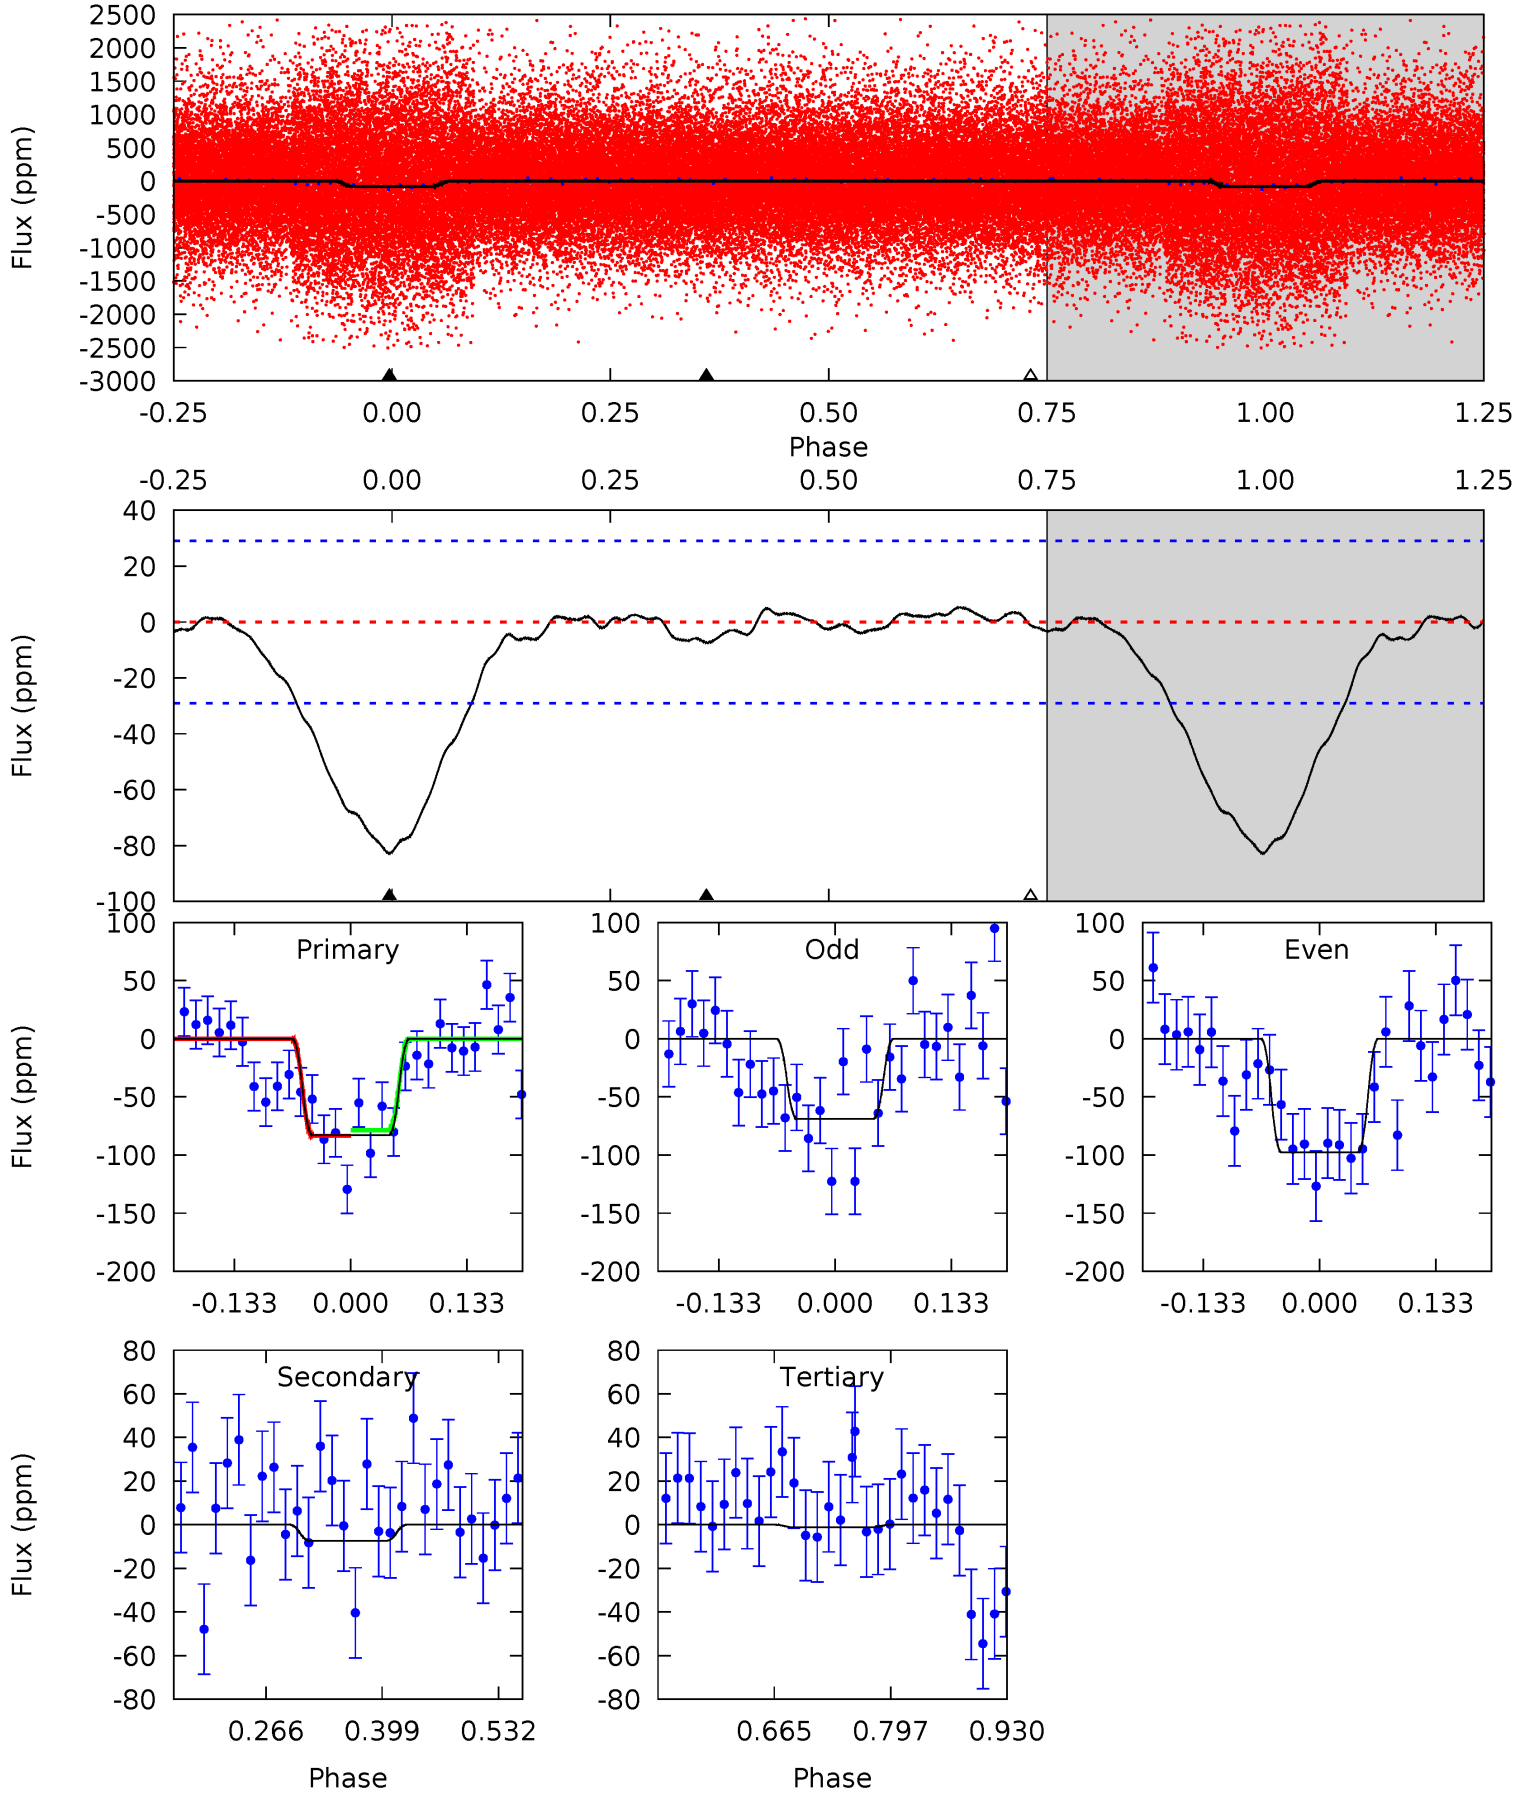 2500
2000
1500
1000
500
0
-500
-1000
-1500
-2000
-2500
-3000
Flux (ppm)
-0.25 0.00 0.25 0.50 0.75 1.00 1.25
Phase
-0.25 0.00 0.25 0.50 0.75 1.00 1.25
40
20
0
-20
-40
-60
-80
-100
Flux (ppm)
Primary Odd Even
100 100 100
50 50 50
0 0 0
-50 -50 -50
-100 -100 -100
-150 -150 -150
-200 -200 -200
Flux (ppm)
-0.133 0.000 0.133 -0.133 0.000 0.133 -0.133 0.000 0.133
Secondary Tertiary
80 80
60 60
40 40
20 20
0 0
-20 -20
-40 -40
-60 -60
-80 -80
Flux (ppm)
0.266 0.399 0.532 0.665 0.797 0.930
Phase Phase